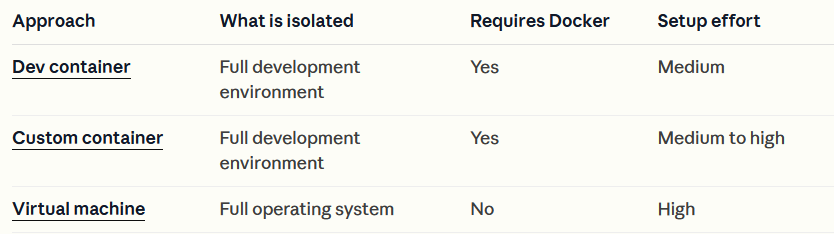 Approach What is isolated Requires Docker Setup effort
Dev container Full development Yes Medium
environment
Custom container Full development Yes Medium to high
environment
Virtual machine Full operating system No High